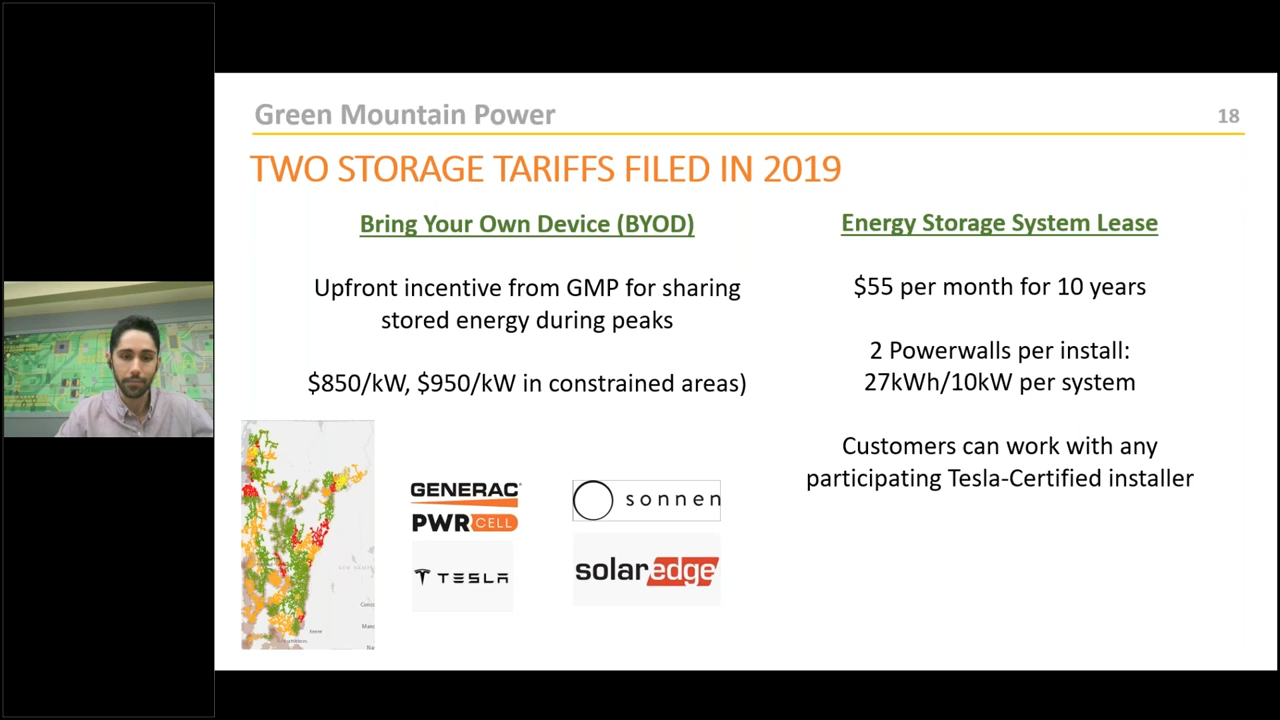 Green Mountain Power
18
TWO STORAGE TARIFFS FILED IN 2019
Bring Your Own Device (BYOD)
Upfront incentive from GMP for sharing
stored energy during peaks
$850/kW, $950/kW in constrained areas)
GENERAC
PWRCELL
TESLA
sonnen
solaredge
Energy Storage System Lease
$55 per month for 10 years
2 Powerwalls per install:
27kWh/10kW per system
Customers can work with any
participating Tesla-Certified installer